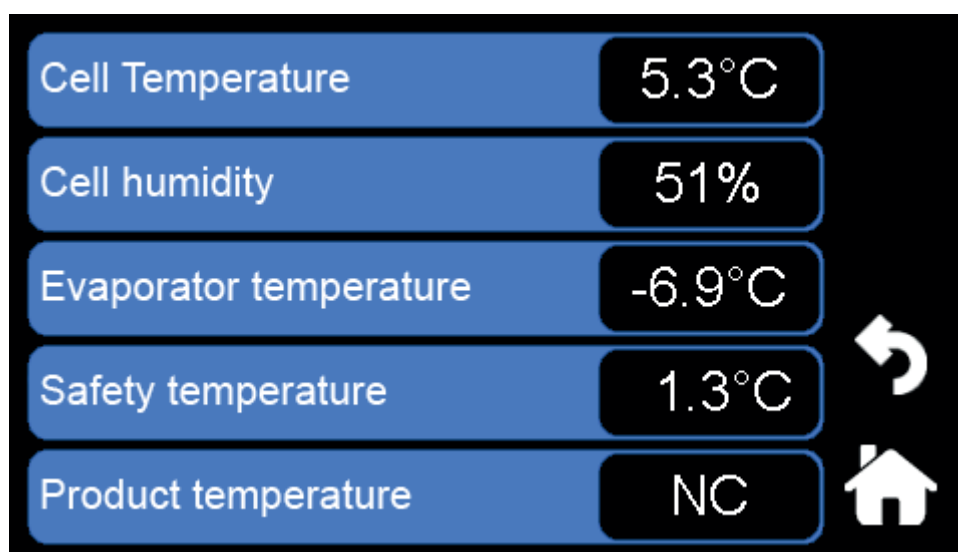 Cell Temperature 5.3°C
Cell humidity 51%
Evaporator temperature -6.9°C
Safety temperature 1.3°C
Product temperature NC